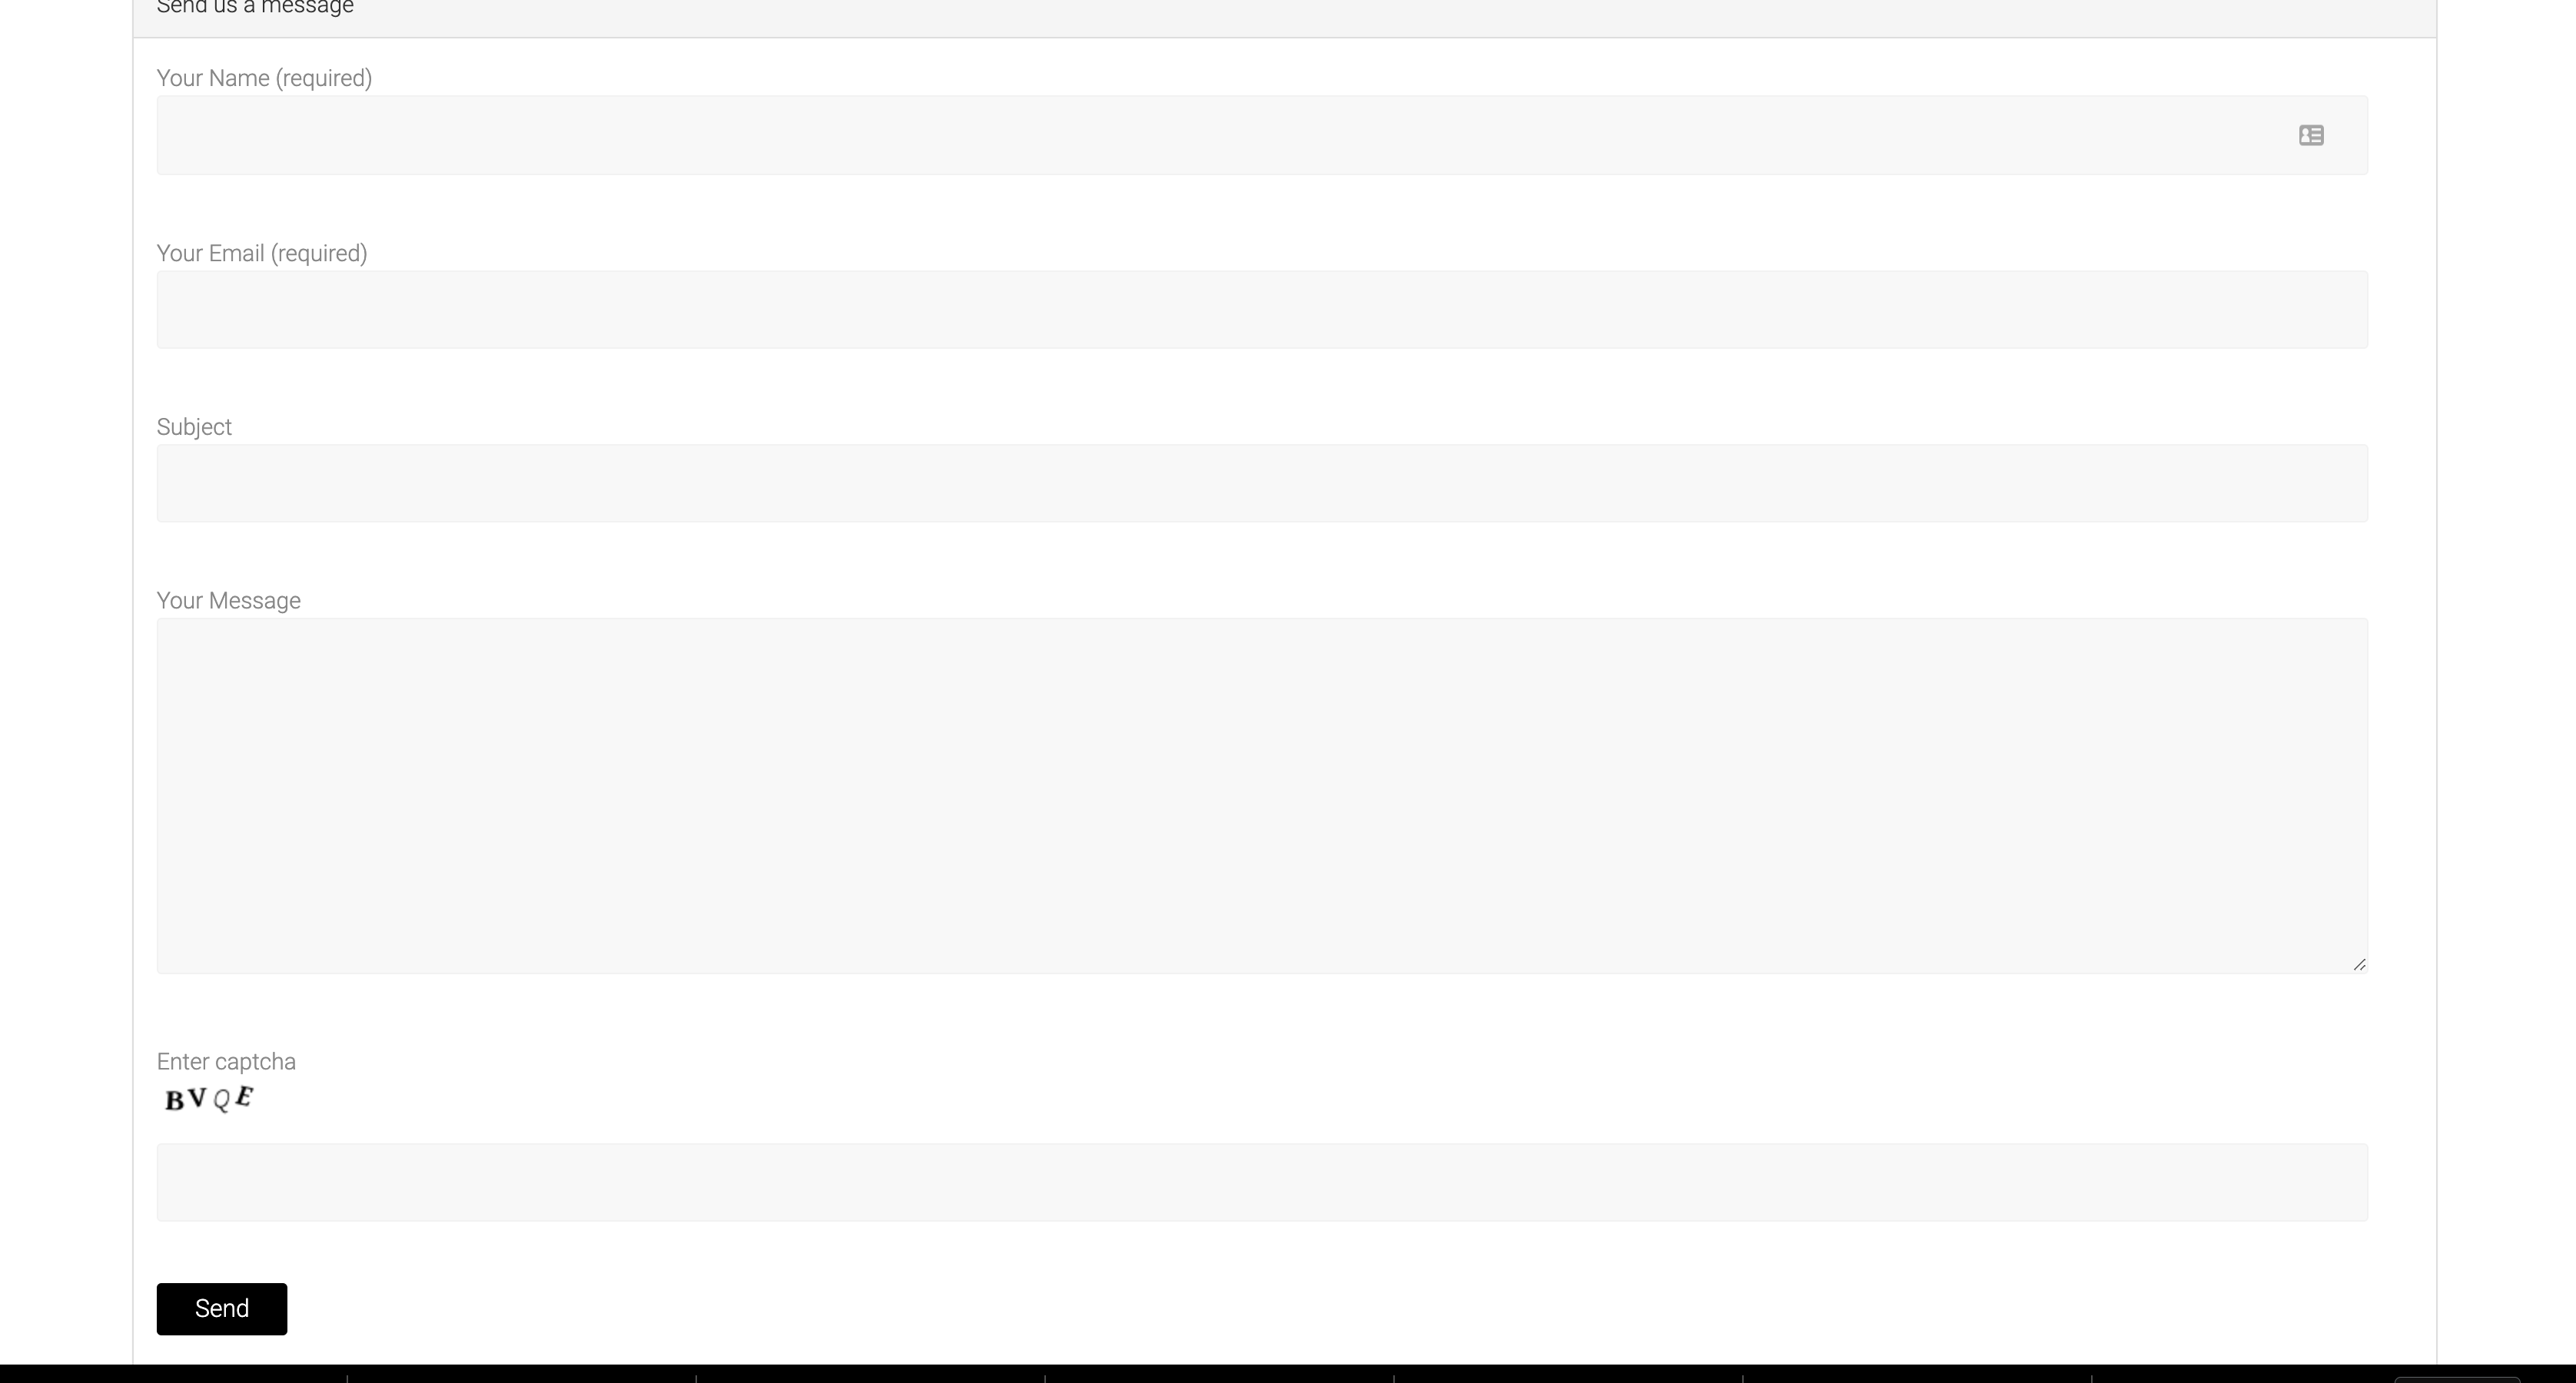 Send us a message
Your Name (required)
Your Email (required)
Subject
Your Message
Enter captcha
BVQE
Send